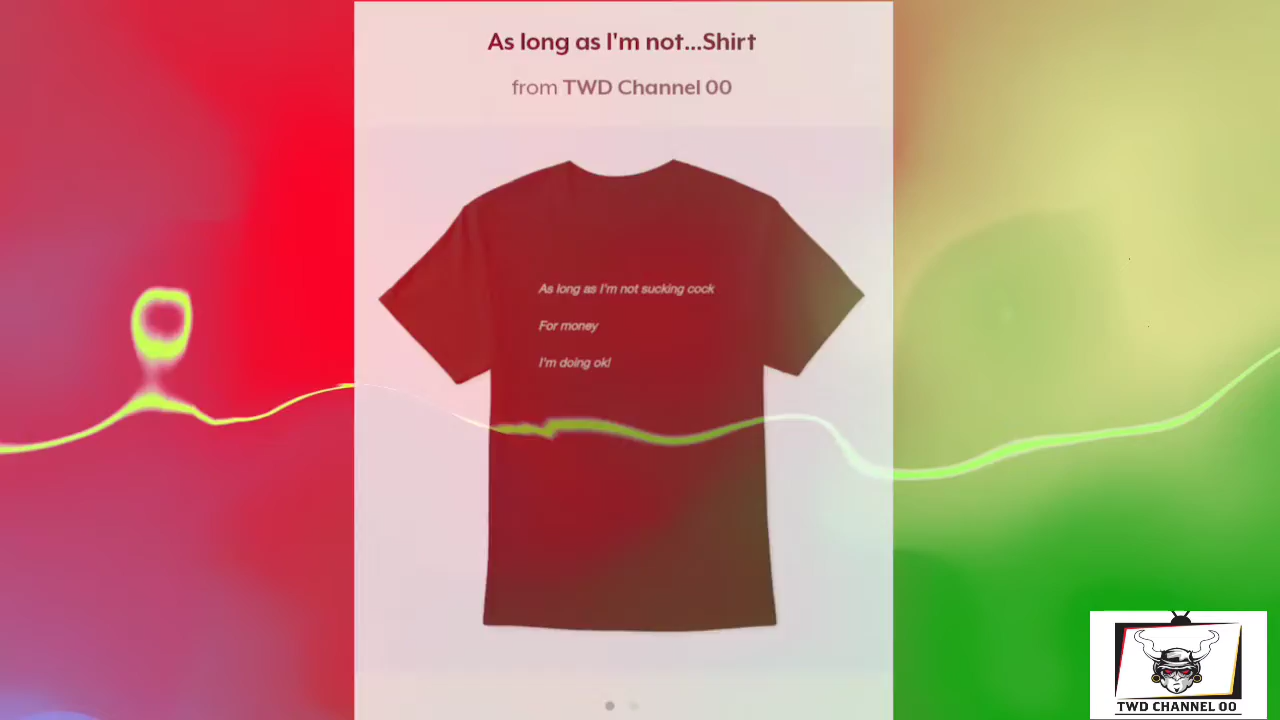 As long as I'm not...Shirt
from TWD Channel 00
As long as I'm not sucking cock
For money
I'm doing ok!
TWD CHANNEL 00